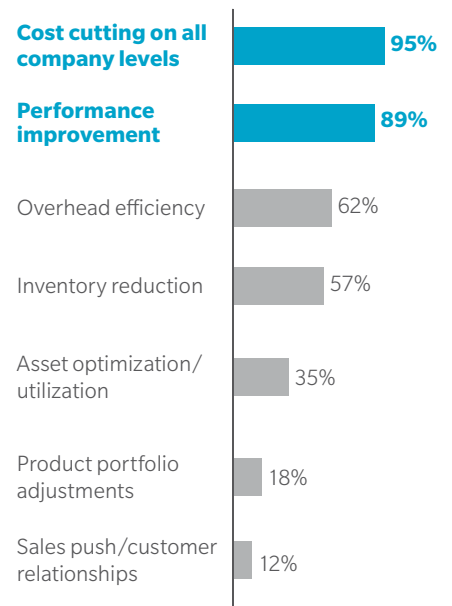 Cost cutting on all
company levels
95%
Performance
improvement
89%
Overhead efficiency
62%
Inventory reduction
57%
Asset optimization/
utilization
35%
Product portfolio
adjustments
18%
Sales push/customer
relationships
12%